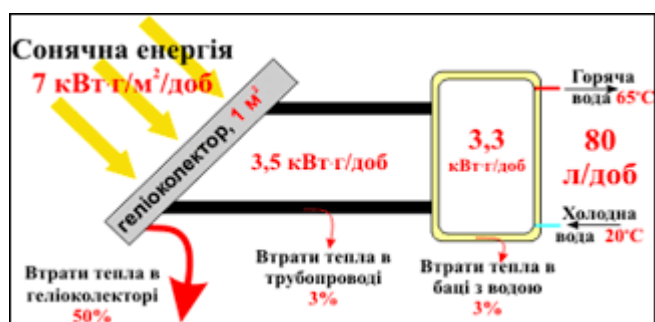 Сонячна енергія
7 кВт·г/м²/доб
геліоколектор, 1 м²
3,5 кВт·г/доб
3,3
кВт·г/доб
Горяча
вода 65°С
80
л/доб
Холодна
вода 20°С
Втрати тепла в
геліоколекторі
50%
Втрати тепла в
трубопроводі
3%
Втрати тепла в
баці з водою
3%